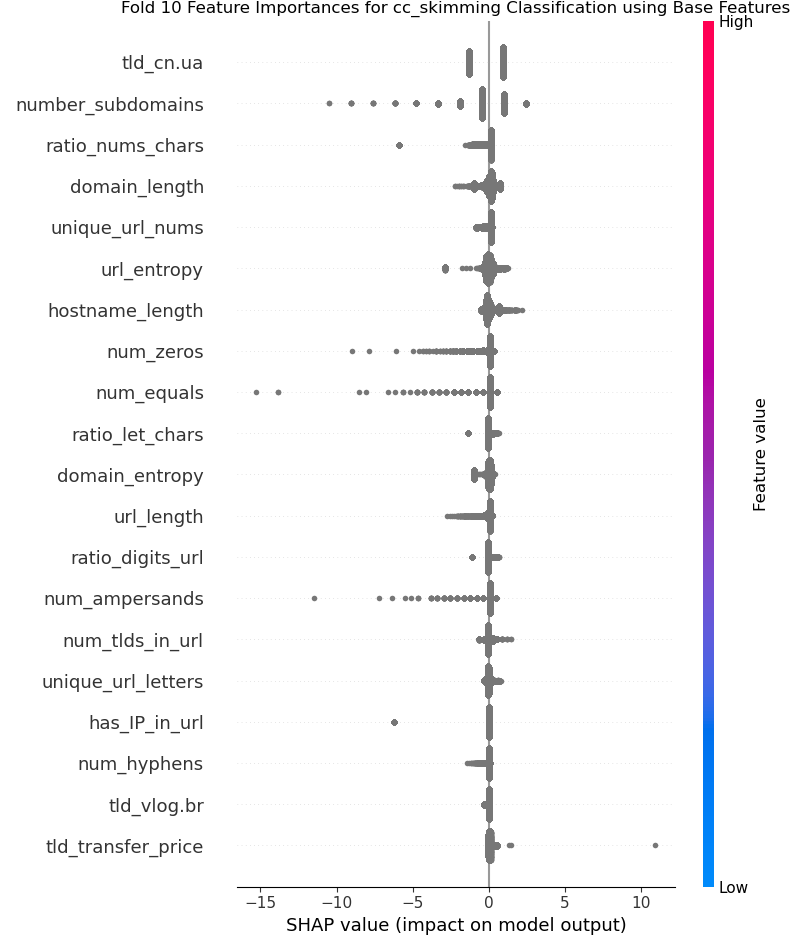 Fold 10 Feature Importances for cc_skimming Classification using Base Features
High
tld_cn.ua
number_subdomains
ratio_nums_chars
domain_length
unique_url_nums
url_entropy
hostname_length
num_zeros
num_equals
ratio_let_chars
domain_entropy
url_length
ratio_digits_url
num_ampersands
num_tlds_in_url
unique_url_letters
has_IP_in_url
num_hyphens
tld_vlog.br
tld_transfer_price
Feature value
Low
−15 −10 −5 0 5 10
SHAP value (impact on model output)